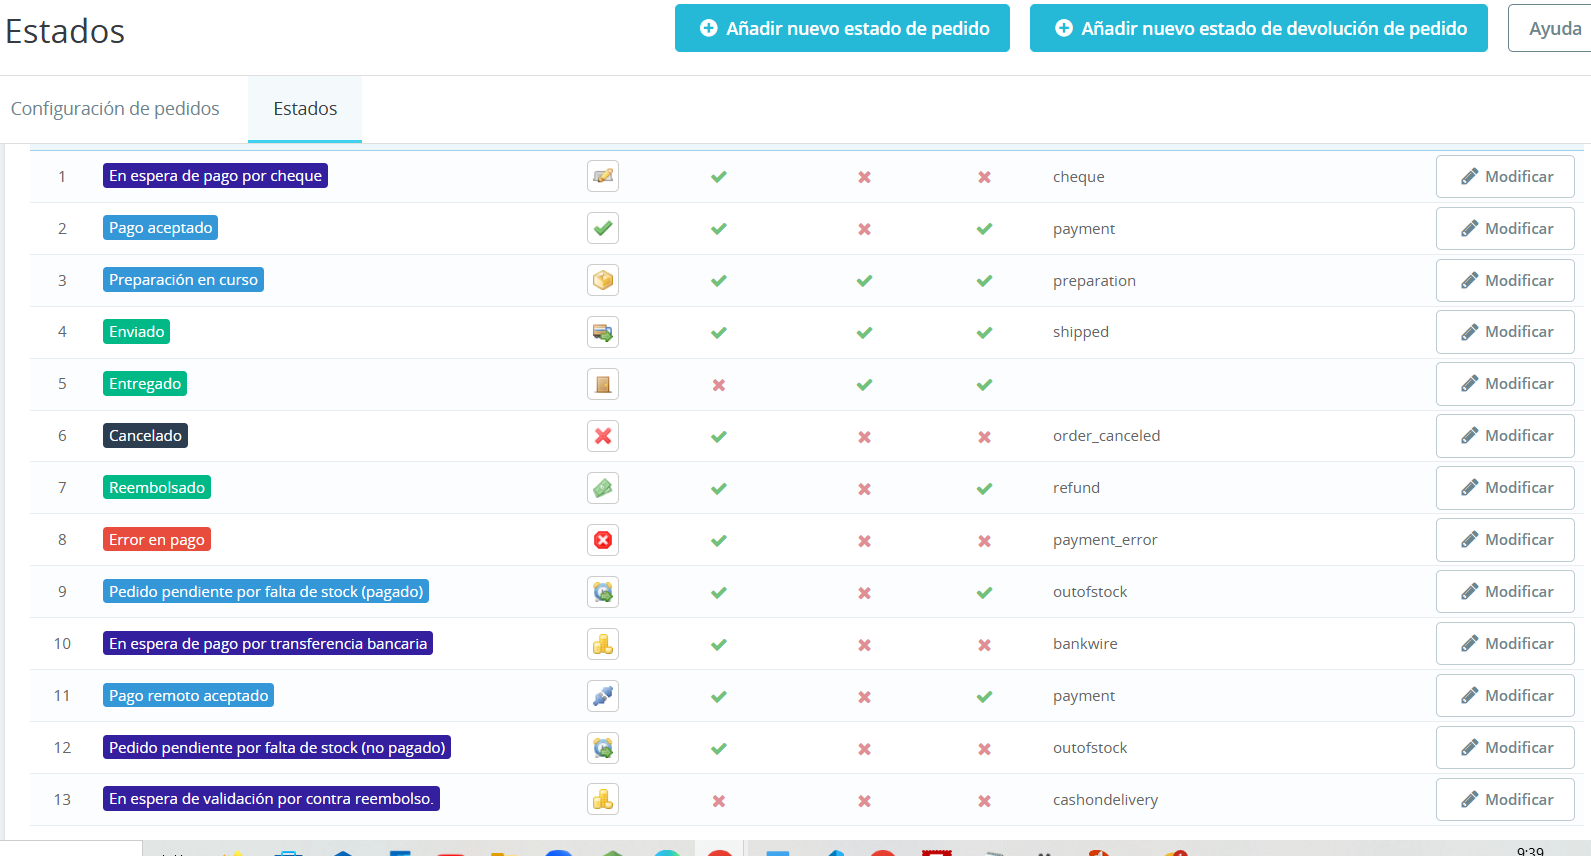 Estados
Añadir nuevo estado de pedido
Añadir nuevo estado de devolución de pedido
Ayuda
Configuración de pedidos
Estados
1 En espera de pago por cheque cheque Modificar
2 Pago aceptado payment Modificar
3 Preparación en curso preparation Modificar
4 Enviado shipped Modificar
5 Entregado Modificar
6 Cancelado order_canceled Modificar
7 Reembolsado refund Modificar
8 Error en pago payment_error Modificar
9 Pedido pendiente por falta de stock (pagado) outofstock Modificar
10 En espera de pago por transferencia bancaria bankwire Modificar
11 Pago remoto aceptado payment Modificar
12 Pedido pendiente por falta de stock (no pagado) outofstock Modificar
13 En espera de validación por contra reembolso. cashondelivery Modificar
9:39